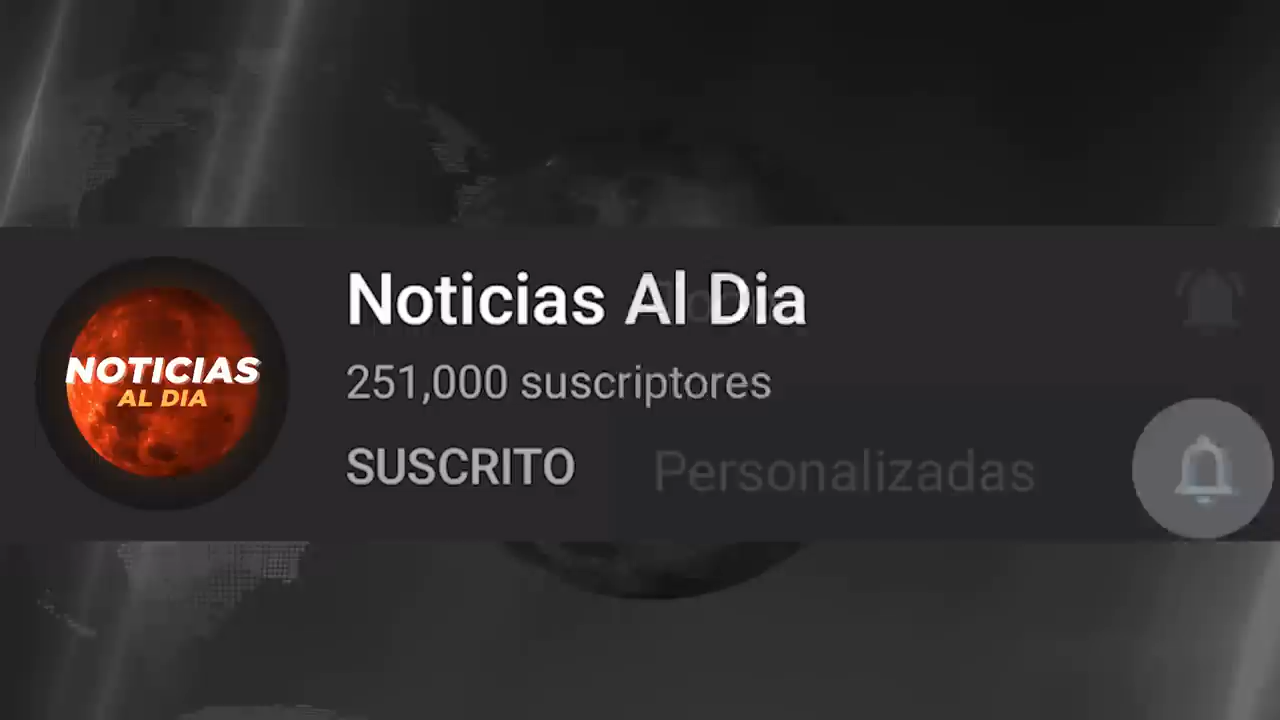 Noticias Al Dia
251,000 suscriptores
SUSCRITO
Personalizadas
NOTICIAS
AL DIA